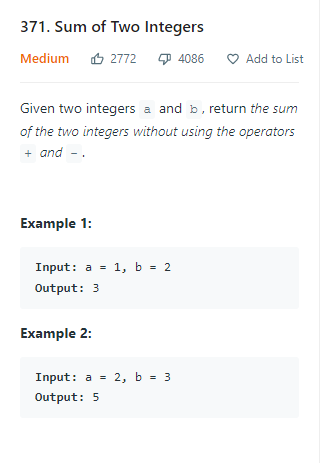 371. Sum of Two Integers
Medium 2772 4086 Add to List
Given two integers a and b, return the sum
of the two integers without using the operators
+ and -.
Example 1:
Input: a = 1, b = 2
Output: 3
Example 2:
Input: a = 2, b = 3
Output: 5